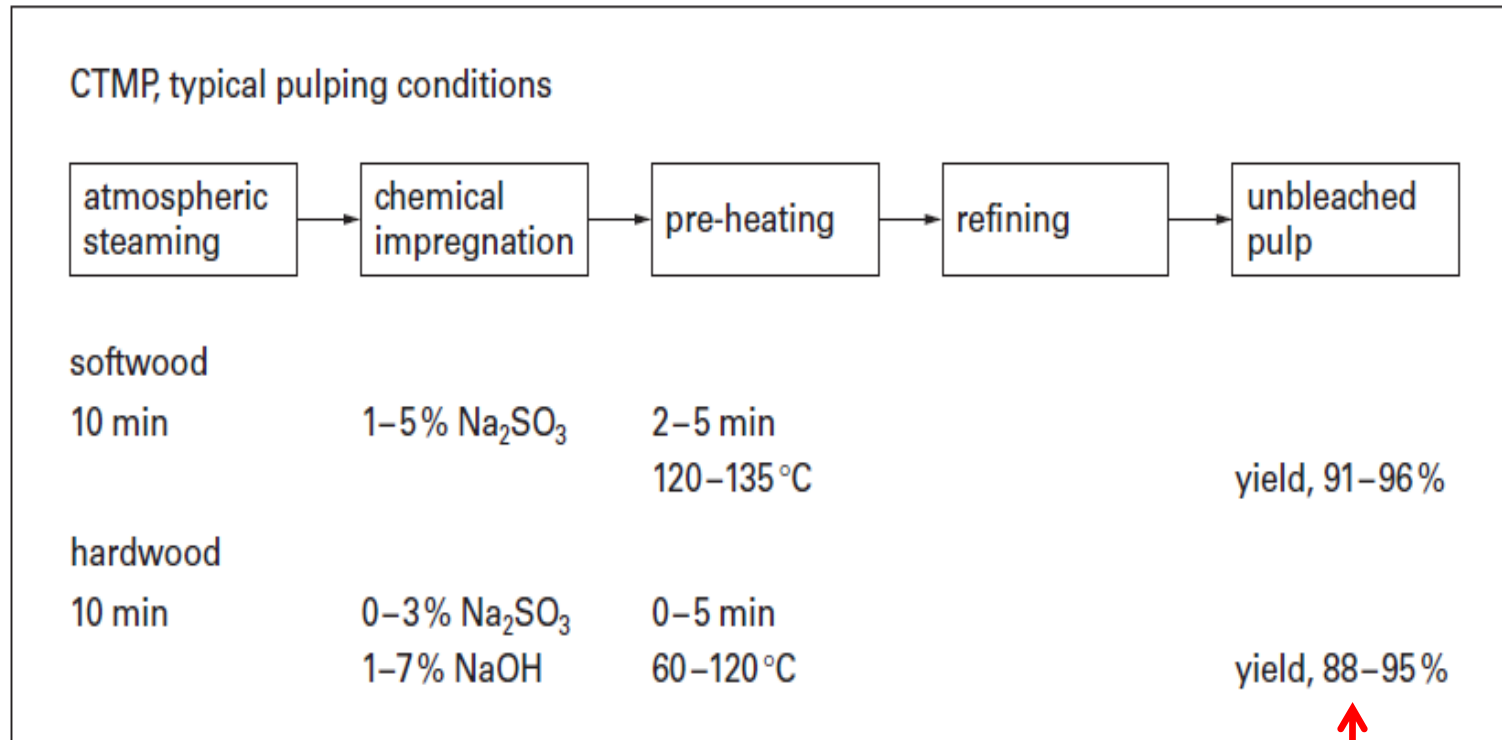 CTMP, typical pulping conditions
atmospheric
steaming
chemical
impregnation
pre-heating
refining
unbleached
pulp
softwood
10 min 1–5% Na₂SO₃ 2–5 min
120–135 °C yield, 91–96%
hardwood
10 min 0–3% Na₂SO₃ 0–5 min
1–7% NaOH 60–120 °C yield, 88–95%